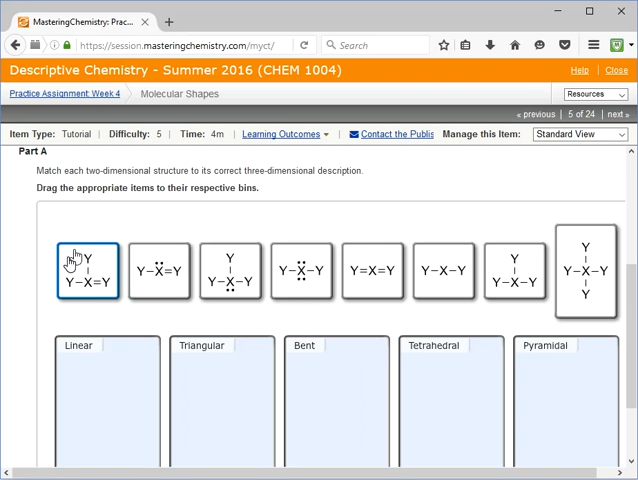 MasteringChemistry: Prac...
https://session.masteringchemistry.com/myct/
Search
Descriptive Chemistry - Summer 2016 (CHEM 1004)
Help | Close
Practice Assignment: Week 4
Molecular Shapes
Resources
« previous | 5 of 24 | next »
Item Type: Tutorial | Difficulty: 5 | Time: 4m | Learning Outcomes | Contact the Publis
Manage this Item: Standard View
Part A
Match each two-dimensional structure to its correct three-dimensional description.
Drag the appropriate items to their respective bins.
Y
Y-X=Y
Y-X=Y
Y
Y-X-Y
Y-X-Y
Y=X=Y
Y-X-Y
Y
Y-X-Y
Y
Y-X-Y
Y
Linear
Triangular
Bent
Tetrahedral
Pyramidal